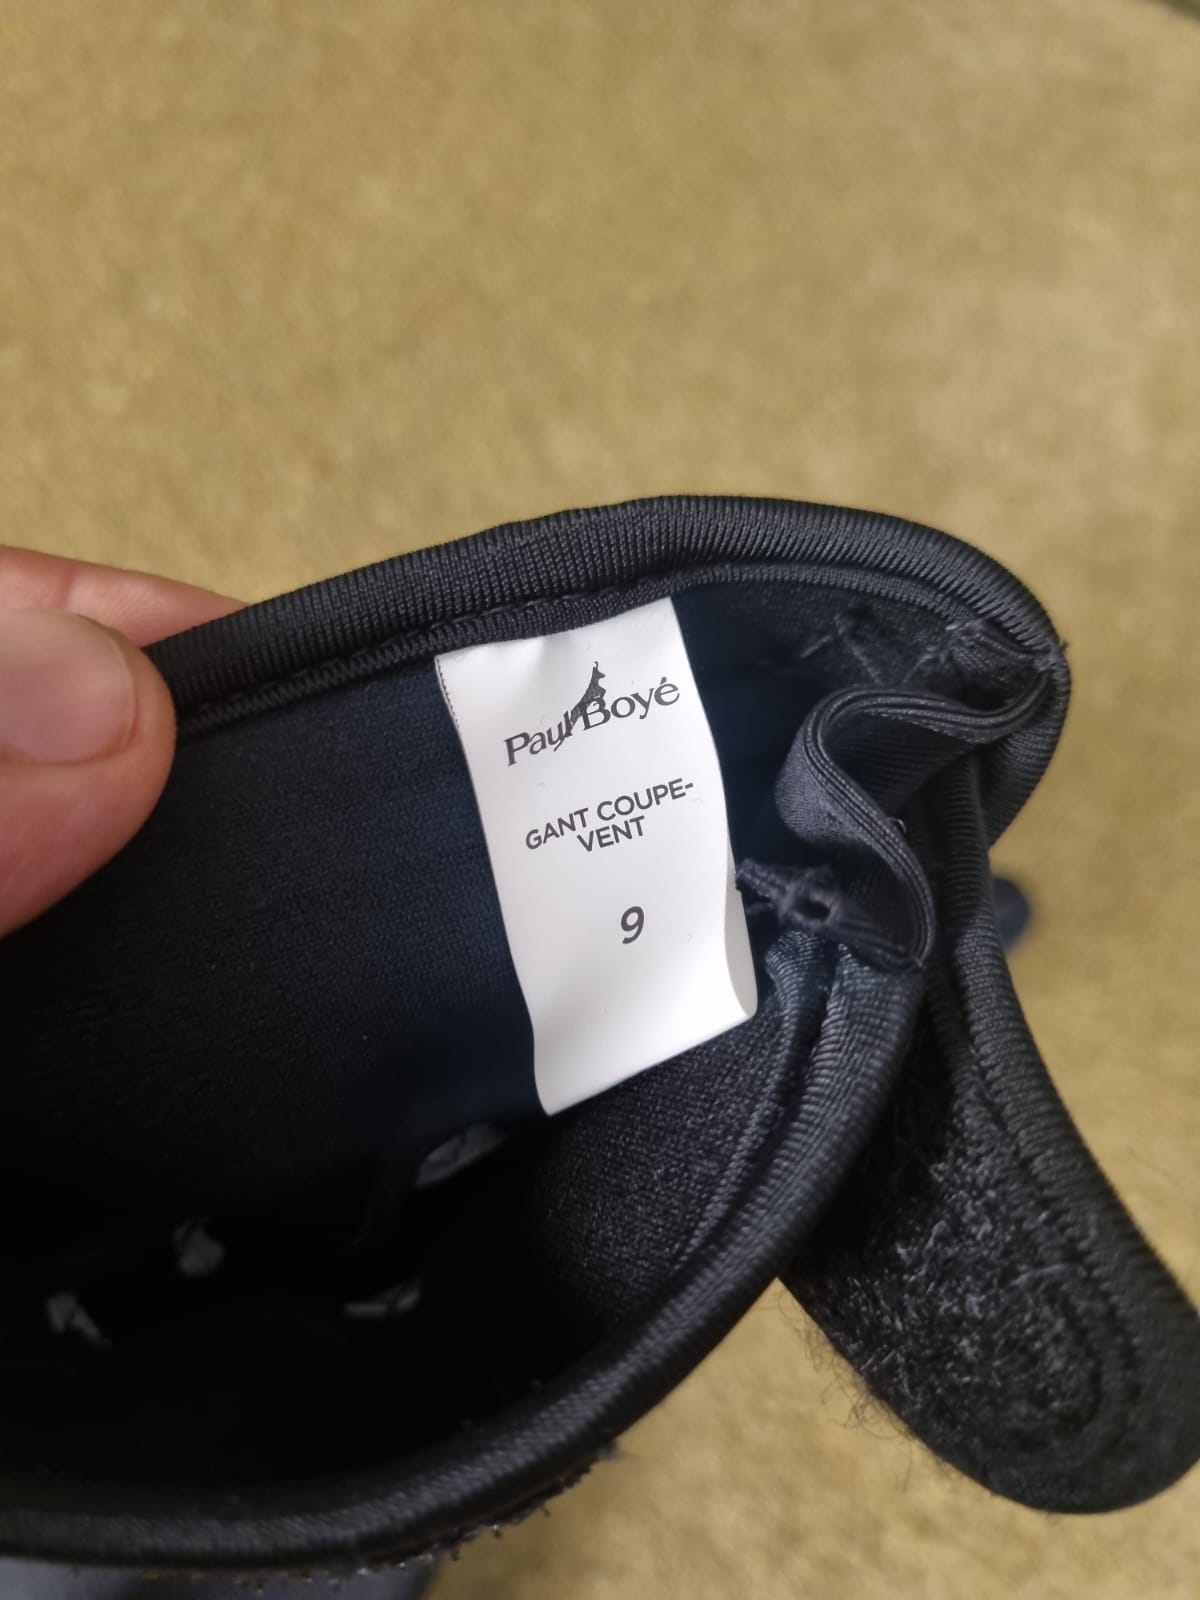 Paul Boyé
GANT COUPE-
VENT
9